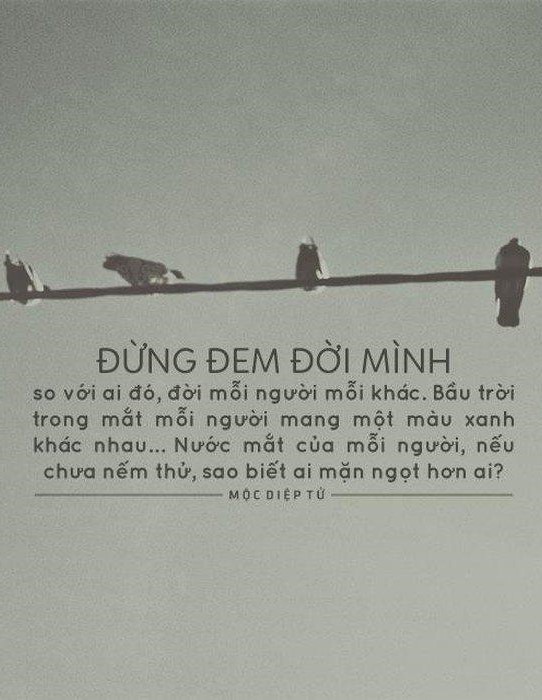 ĐỪNG ĐEM ĐỜI MÌNH
so với ai đó, đời mỗi người mỗi khác. Bầu trời
trong mắt mỗi người mang một màu xanh
khác nhau... Nước mắt của mỗi người, nếu
chưa nếm thử, sao biết ai mặn ngọt hơn ai?
MỘC DIỆP TỬ